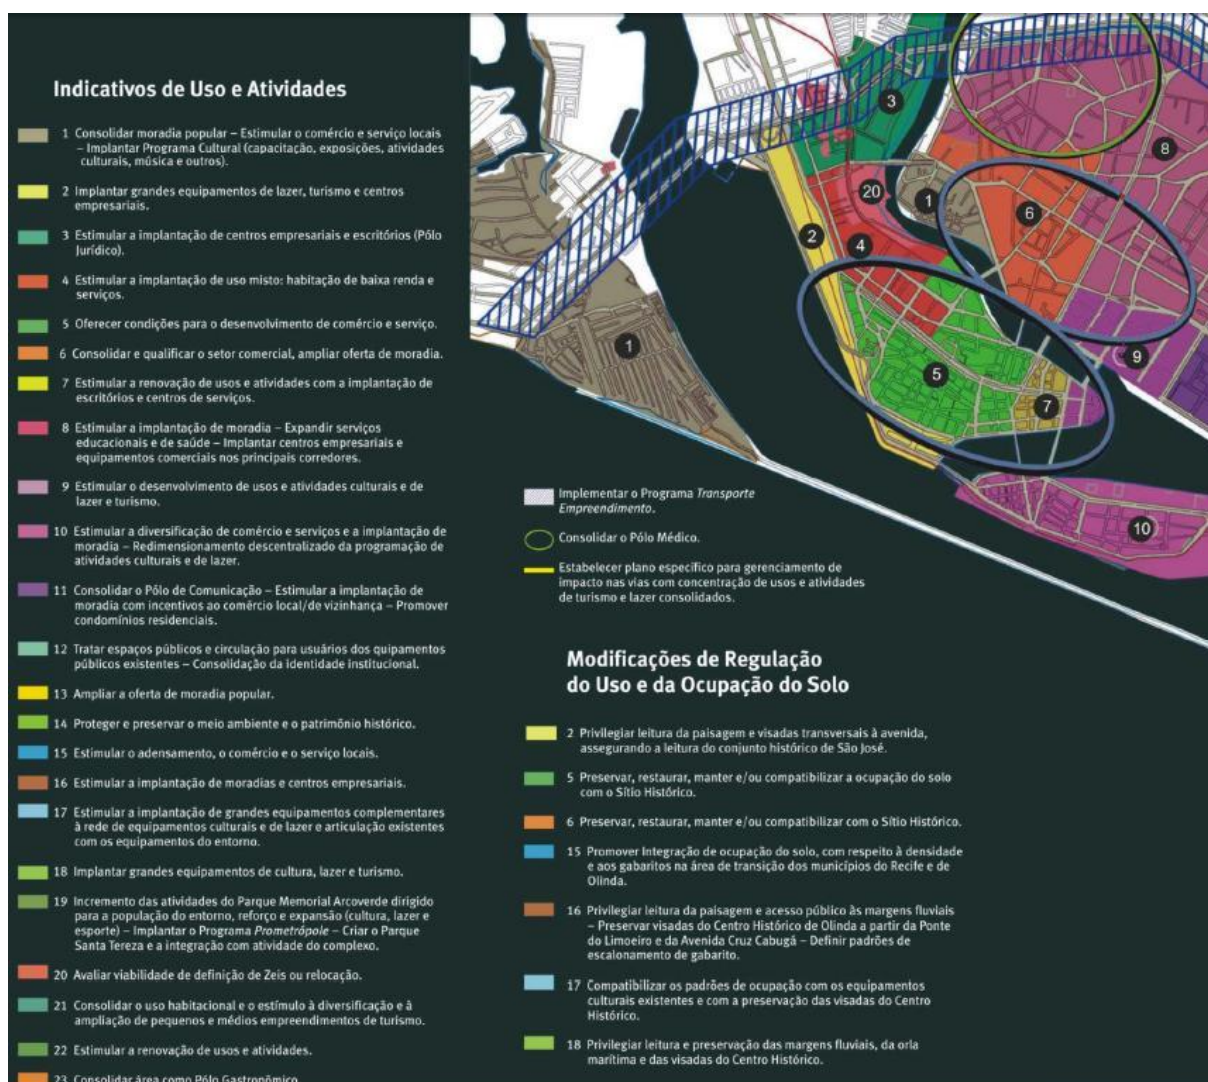 Indicativos de Uso e Atividades
1 Consolidar moradia popular – Estimular o comércio e serviço locais
– Implantar Programa Cultural (capacitação, exposições, atividades
culturais, música e outros).
2 Implantar grandes equipamentos de lazer, turismo e centros
empresariais.
3 Estimular a implantação de centros empresariais e escritórios (Pólo
Jurídico).
4 Estimular a implantação de uso misto: habitação de baixa renda e
serviços.
5 Oferecer condições para o desenvolvimento de comércio e serviço.
6 Consolidar e qualificar o setor comercial, ampliar oferta de moradia.
7 Estimular a renovação de usos e atividades com a implantação de
escritórios e centros de serviços.
8 Estimular a implantação de moradia – Expandir serviços
educacionais e de saúde – Implantar centros empresariais e
equipamentos comerciais nos principais corredores.
9 Estimular o desenvolvimento de usos e atividades culturais e de
lazer e turismo.
10 Estimular a diversificação de comércio e serviços e a implantação de
moradia – Redimensionamento descentralizado da programação de
atividades culturais e de lazer.
11 Consolidar o Pôlo de Comunicação – Estimular a implantação de
moradia com incentivos ao comércio local/de vizinhança – Promover
condomínios residenciais.
12 Tratar espaços públicos e circulação para usuários dos quipamentos
públicos existentes – Consolidação da identidade institucional.
13 Ampliar a oferta de moradia popular.
14 Proteger e preservar o meio ambiente e o patrimônio histórico.
15 Estimular o adensamento, o comércio e o serviço locais.
16 Estimular a implantação de moradias e centros empresariais.
17 Estimular a implantação de grandes equipamentos complementares
à rede de equipamentos culturais e de lazer e articulação existentes
com os equipamentos do entorno.
18 Implantar grandes equipamentos de cultura, lazer e turismo.
19 Incremento das atividades do Parque Memorial Arcoverde dirigido
para a população do entorno, reforço e expansão (cultura, lazer e
esporte) – Implantar o Programa Prometrópole – Criar o Parque
Santa Tereza e a integração com atividade do complexo.
20 Avaliar viabilidade de definição de Zeis ou relocação.
21 Consolidar o uso habitacional e o estímulo à diversificação e à
ampliação de pequenos e médios empreendimentos de turismo.
22 Estimular a renovação de usos e atividades.
23 Consolidar área como Pólo Gastronômico
3
8
20
1
6
2
4
1
9
5
7
10
Implementar o Programa Transporte
Empreendimento.
Consolidar o Pólo Médico.
Estabelecer plano específico para gerenciamento de
impacto nas vias com concentração de usos e atividades
de turismo e lazer consolidados.
Modificações de Regulação
do Uso e da Ocupação do Solo
2 Privilegiar leitura da paisagem e visadas transversais à avenida,
assegurando a leitura do conjunto histórico de São José.
5 Preservar, restaurar, manter e/ou compatibilizar a ocupação do solo
com o Sítio Histórico.
6 Preservar, restaurar, manter e/ou compatibilizar com o Sítio Histórico.
15 Promover Integração de ocupação do solo, com respeito à densidade
e aos gabaritos na área de transição dos municípios do Recife e de
Olinda.
16 Privilegiar leitura da paisagem e acesso público às margens fluviais
– Preservar visadas do Centro Histórico de Olinda a partir da Ponte
do Limoeiro e da Avenida Cruz Cabugá – Definir padrões de
escalonamento de gabarito.
17 Compatibilizar os padrões de ocupação com os equipamentos
culturais existentes e com a preservação das visadas do Centro
Histórico.
18 Privilegiar leitura e preservação das margens fluviais, da orla
marítima e das visadas do Centro Histórico.